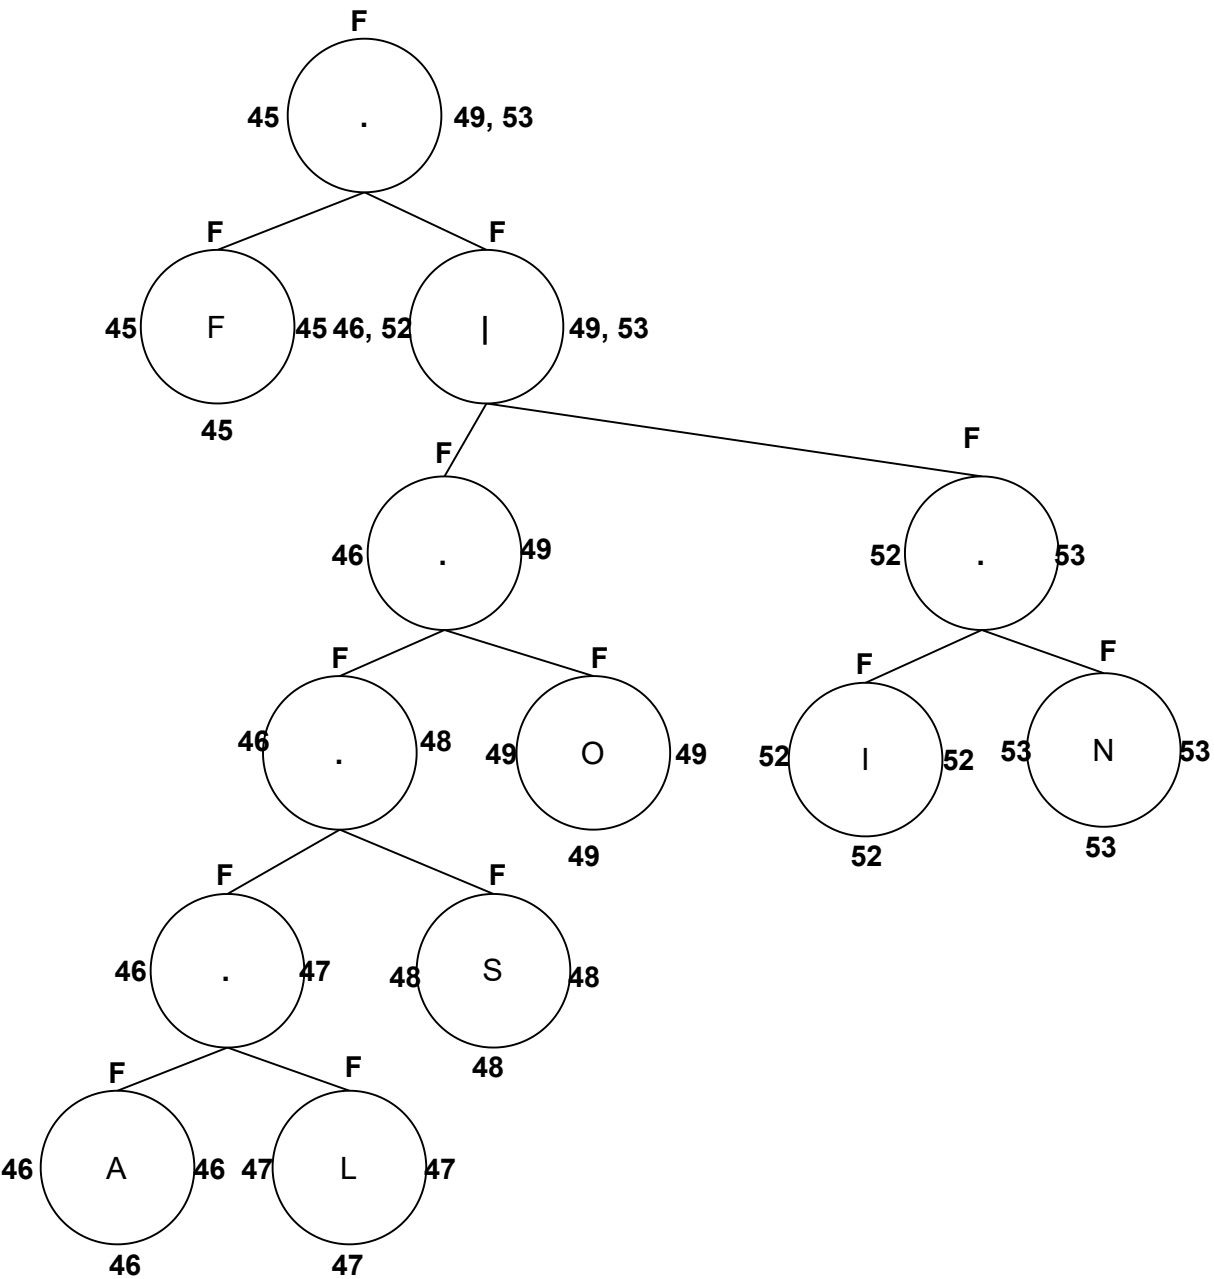 F
45 . 49, 53
F F
45 F 45 46, 52 | 49, 53
45
F F
46 . 49 52 . 53
F F F F
46 . 48 49 O 49 52 I 52 53 N 53
49 52 53
F F
46 . 47 48 S 48
48
F F
46 A 46 47 L 47
46 47